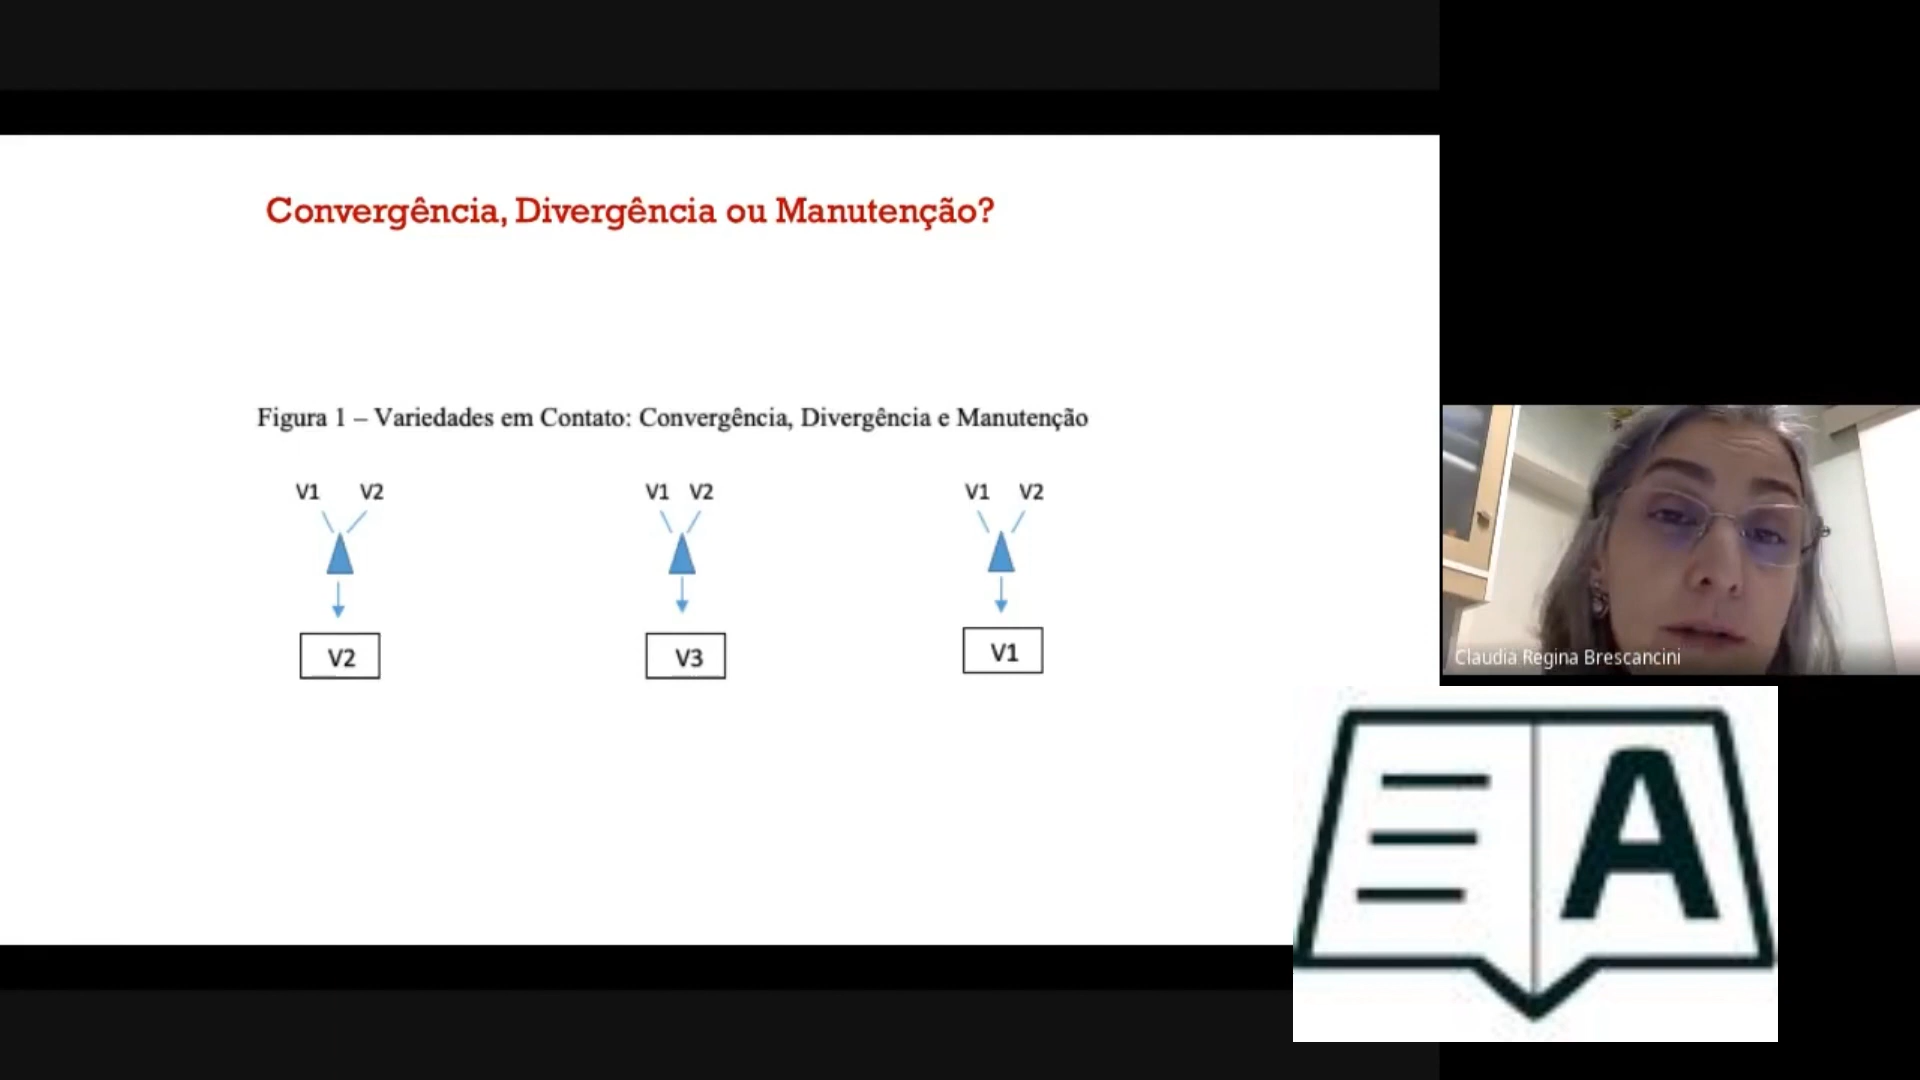 Convergência, Divergência ou Manutenção?
Figura 1 – Variedades em Contato: Convergência, Divergência e Manutenção
V1 V2 V1 V2 V1 V2
V2 V3 V1
Claudia Regina Brescancini
A